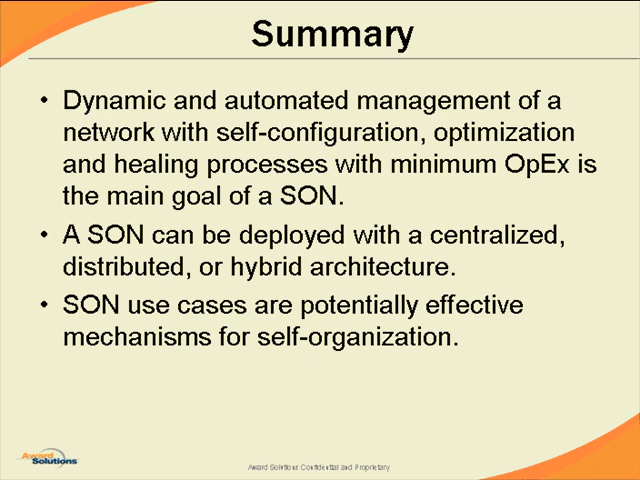 Summary
• Dynamic and automated management of a
network with self-configuration, optimization
and healing processes with minimum OpEx is
the main goal of a SON.
• A SON can be deployed with a centralized,
distributed, or hybrid architecture.
• SON use cases are potentially effective
mechanisms for self-organization.
Award
Solutions
Award Solutions Confidential and Proprietary